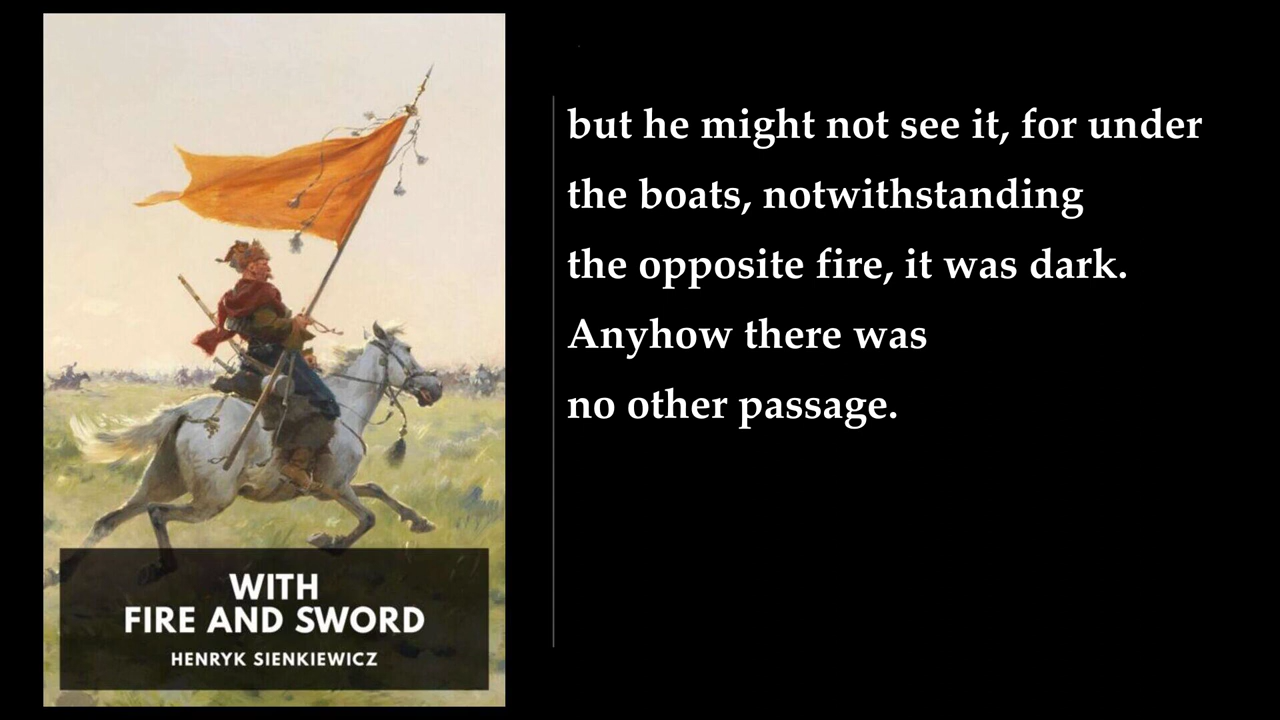 but he might not see it, for under
the boats, notwithstanding
the opposite fire, it was dark.
Anyhow there was
no other passage.
WITH
FIRE AND SWORD
HENRYK SIENKIEWICZ